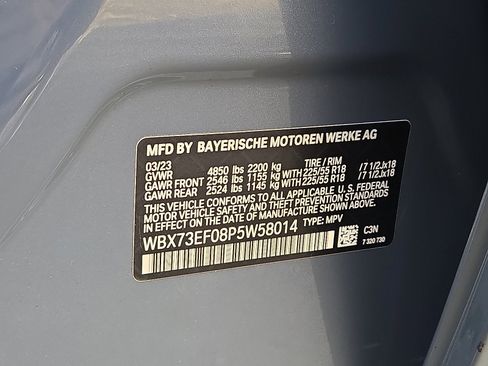 MFD BY BAYERISCHE MOTOREN WERKE AG
03/23 TIRE / RIM
GVWR 4850 lbs 2200 kg
GAWR FRONT 2546 lbs 1155 kg 225/55 R18 / 7 1/2Jx18
GAWR REAR 2524 lbs 1145 kg 225/55 R18 / 7 1/2Jx18
THIS VEHICLE CONFORMS TO ALL APPLICABLE U.S. FEDERAL
MOTOR VEHICLE SAFETY AND THEFT PREVENTION STANDARDS
IN EFFECT ON THE DATE OF MANUFACTURE SHOWN ABOVE.
WBX73EF08P5W58014 TYPE: MPV
C3N
7 320 730